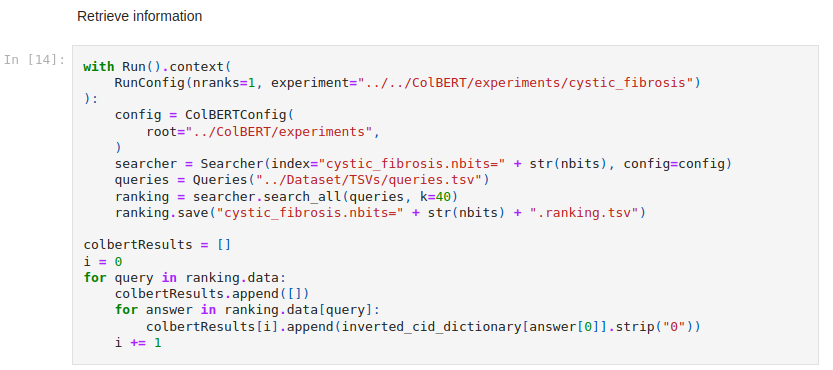 Retrieve information
In [14]:
with Run().context(
    RunConfig(nranks=1, experiment="../../ColBERT/experiments/cystic_fibrosis")
):
    config = ColBERTConfig(
        root="../ColBERT/experiments",
    )
    searcher = Searcher(index="cystic_fibrosis.nbits=" + str(nbits), config=config)
    queries = Queries("../Dataset/TSVs/queries.tsv")
    ranking = searcher.search_all(queries, k=40)
    ranking.save("cystic_fibrosis.nbits=" + str(nbits) + ".ranking.tsv")

colbertResults = []
i = 0
for query in ranking.data:
    colbertResults.append([])
    for answer in ranking.data[query]:
        colbertResults[i].append(inverted_cid_dictionary[answer[0]].strip("0"))
    i += 1